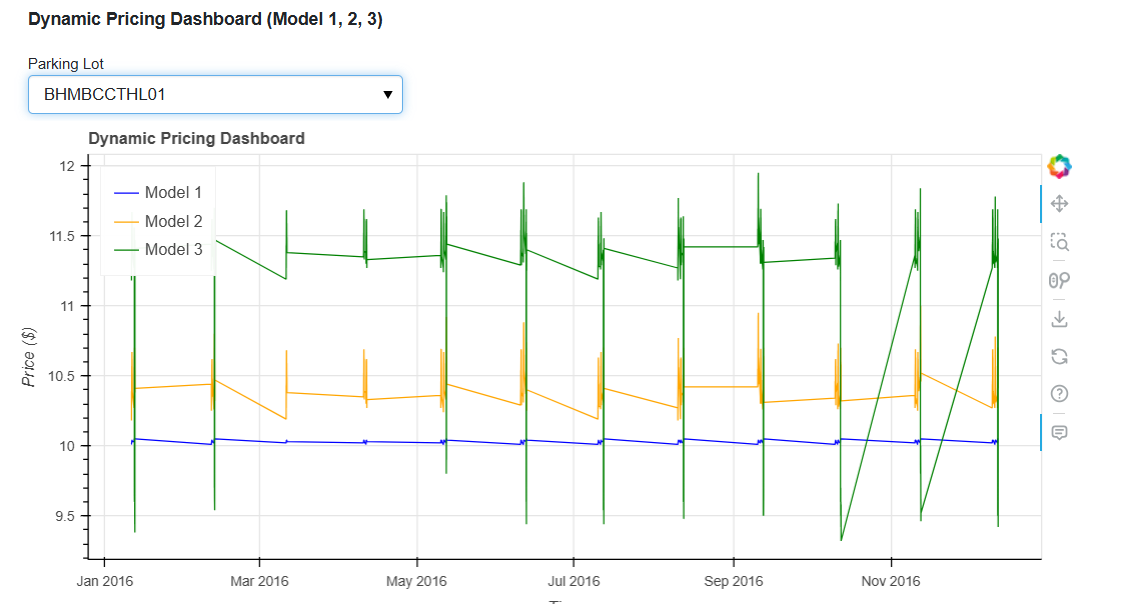 Dynamic Pricing Dashboard (Model 1, 2, 3)
Parking Lot
BHMBCCTHL01
Dynamic Pricing Dashboard
Model 1
Model 2
Model 3
12
11.5
11
10.5
10
9.5
Price ($)
Jan 2016 Mar 2016 May 2016 Jul 2016 Sep 2016 Nov 2016